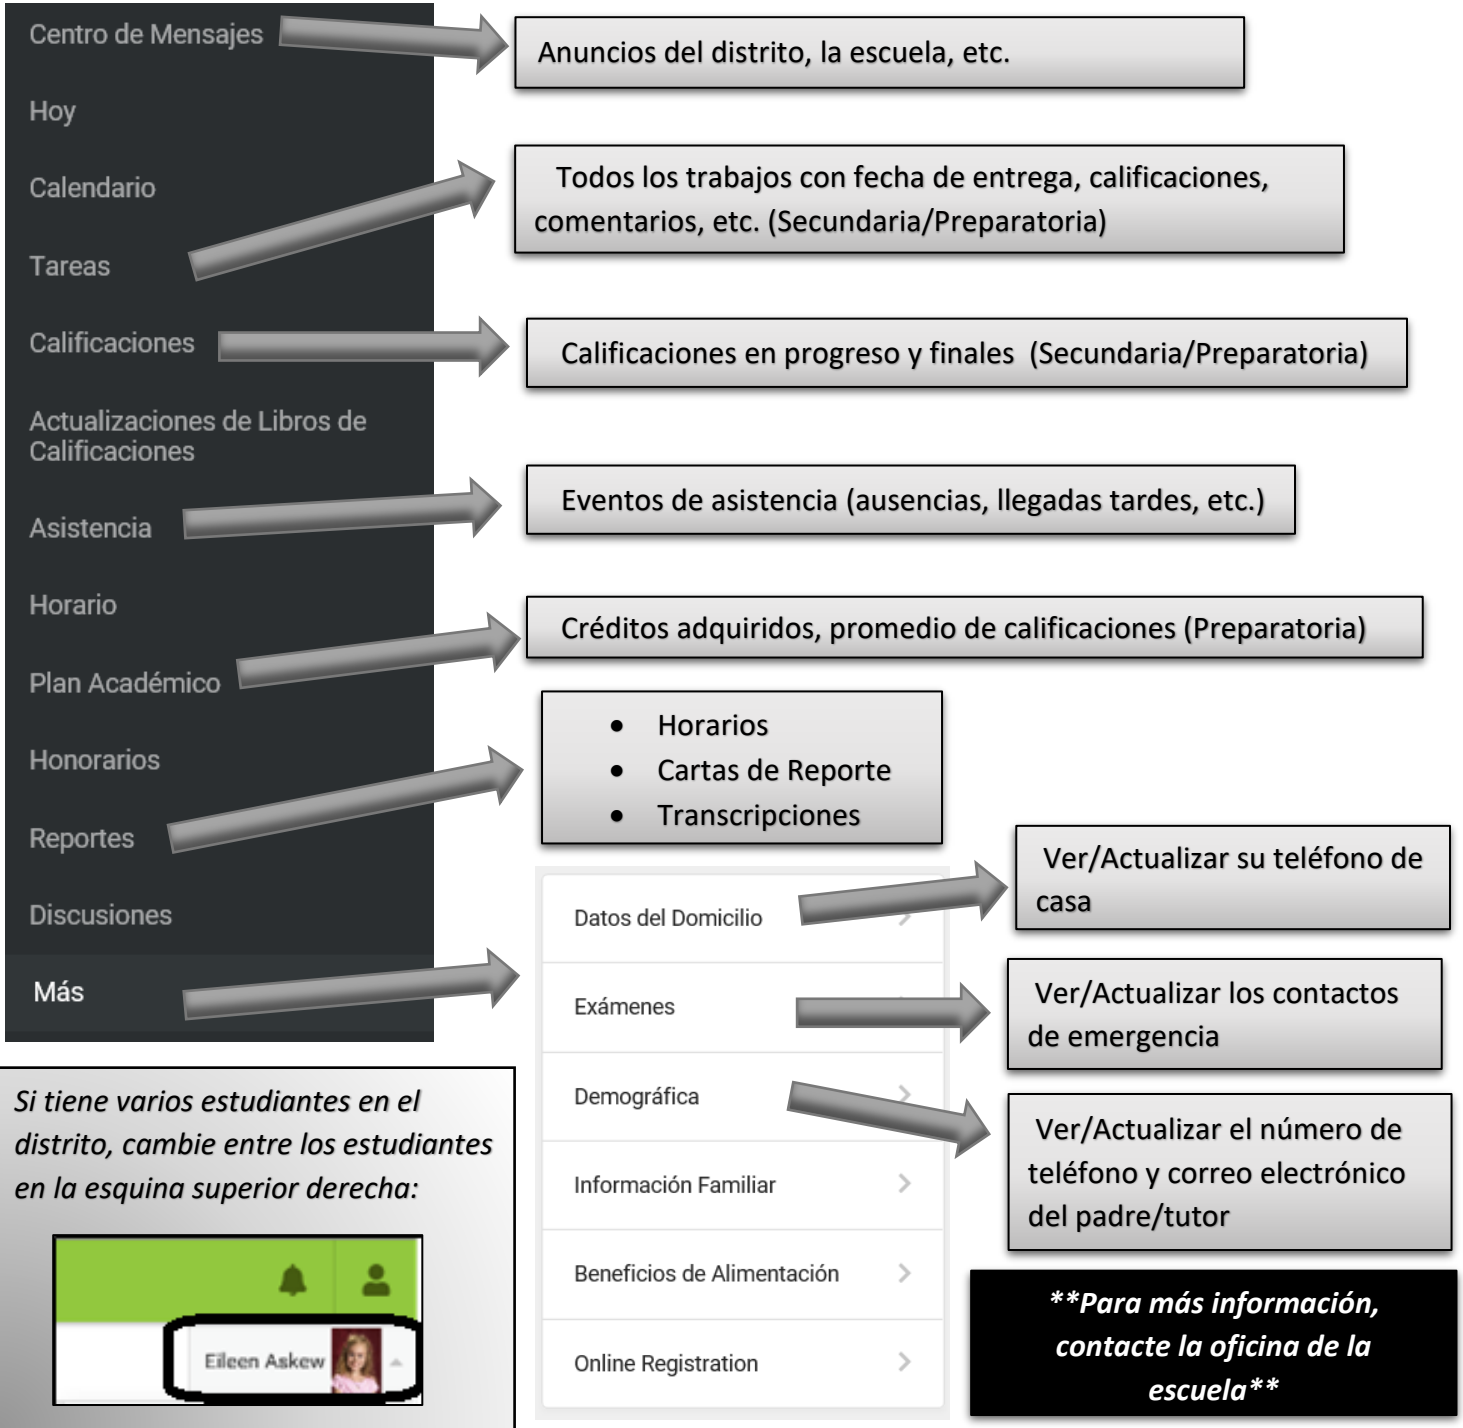 Centro de Mensajes
Anuncios del distrito, la escuela, etc.
Hoy
Calendario
Todos los trabajos con fecha de entrega, calificaciones,
comentarios, etc. (Secundaria/Preparatoria)
Tareas
Calificaciones
Calificaciones en progreso y finales (Secundaria/Preparatoria)
Actualizaciones de Libros de
Calificaciones
Asistencia
Eventos de asistencia (ausencias, llegadas tardes, etc.)
Horario
Plan Académico
Créditos adquiridos, promedio de calificaciones (Preparatoria)
Honorarios
Reportes
• Horarios
• Cartas de Reporte
• Transcripciones
Discusiones
Más
Datos del Domicilio
Ver/Actualizar su teléfono de
casa
Exámenes
Ver/Actualizar los contactos
de emergencia
Demográfica
Ver/Actualizar el número de
teléfono y correo electrónico
del padre/tutor
Información Familiar
Beneficios de Alimentación
Online Registration
Si tiene varios estudiantes en el
distrito, cambie entre los estudiantes
en la esquina superior derecha:
Eileen Askew
**Para más información,
contacte la oficina de la
escuela**